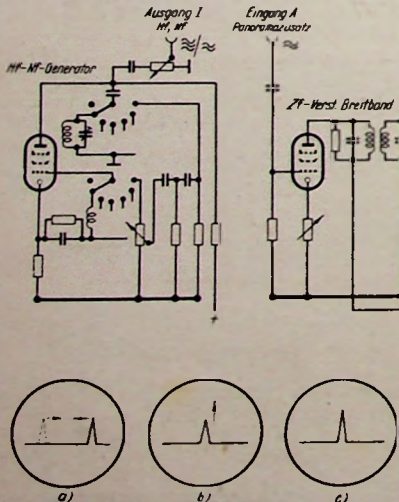 Ausgang I
Hf, Nf
Hf-Nf-Generator
Eingang A
Panoramazusatz
Zf-Verst. Breitband
+
a)
b)
c)